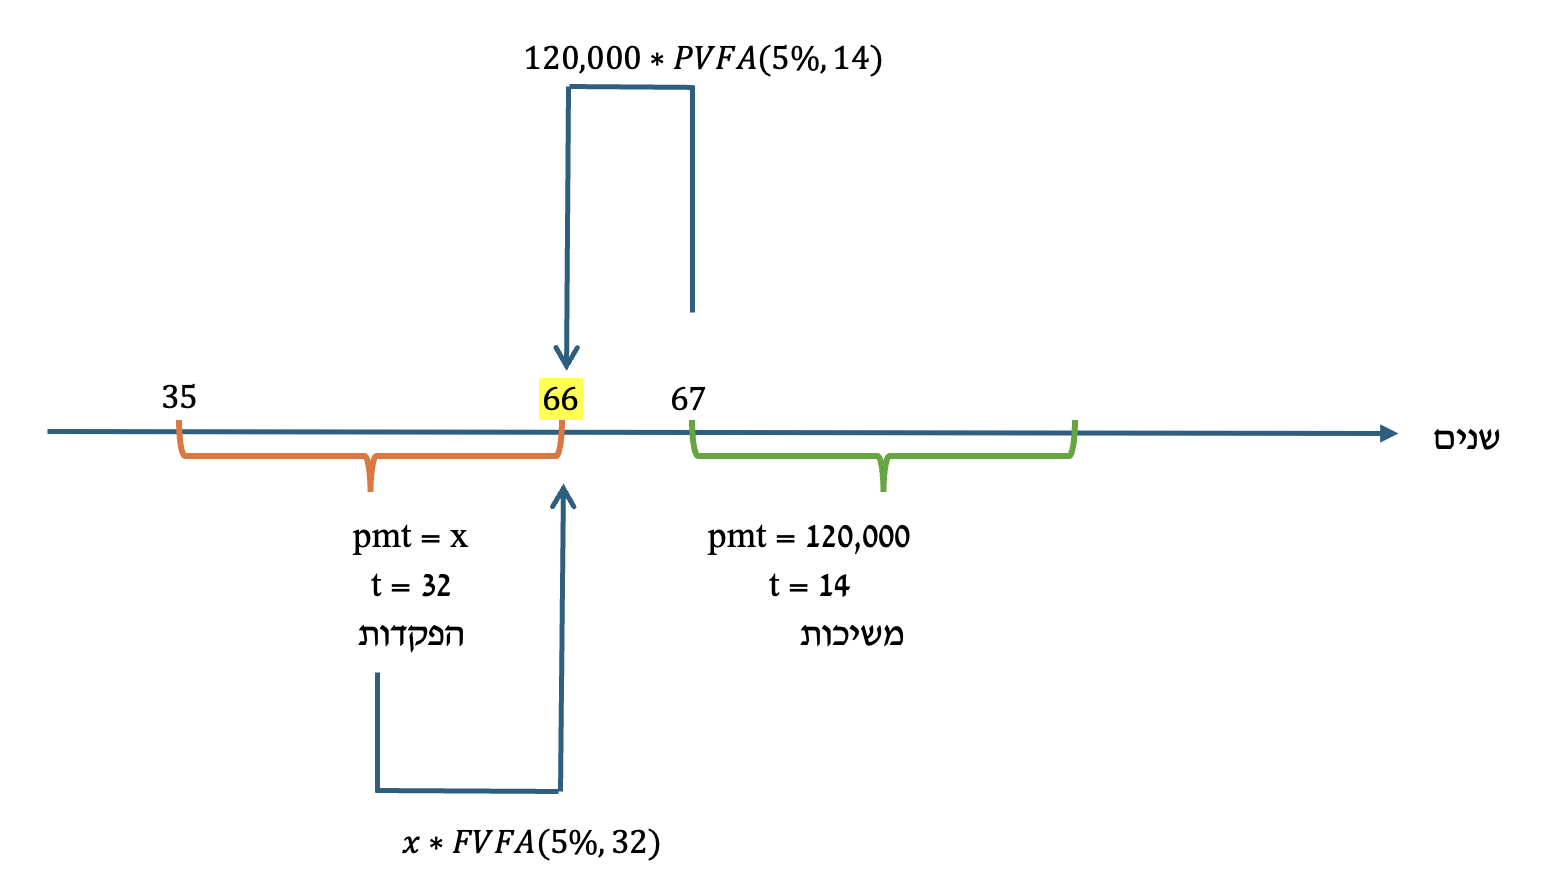 120,000 * PVFA(5%, 14)
35
66
67
שנים
pmt = x
t = 32
הפקדות
pmt = 120,000
t = 14
משיכות
x * FVFA(5%, 32)